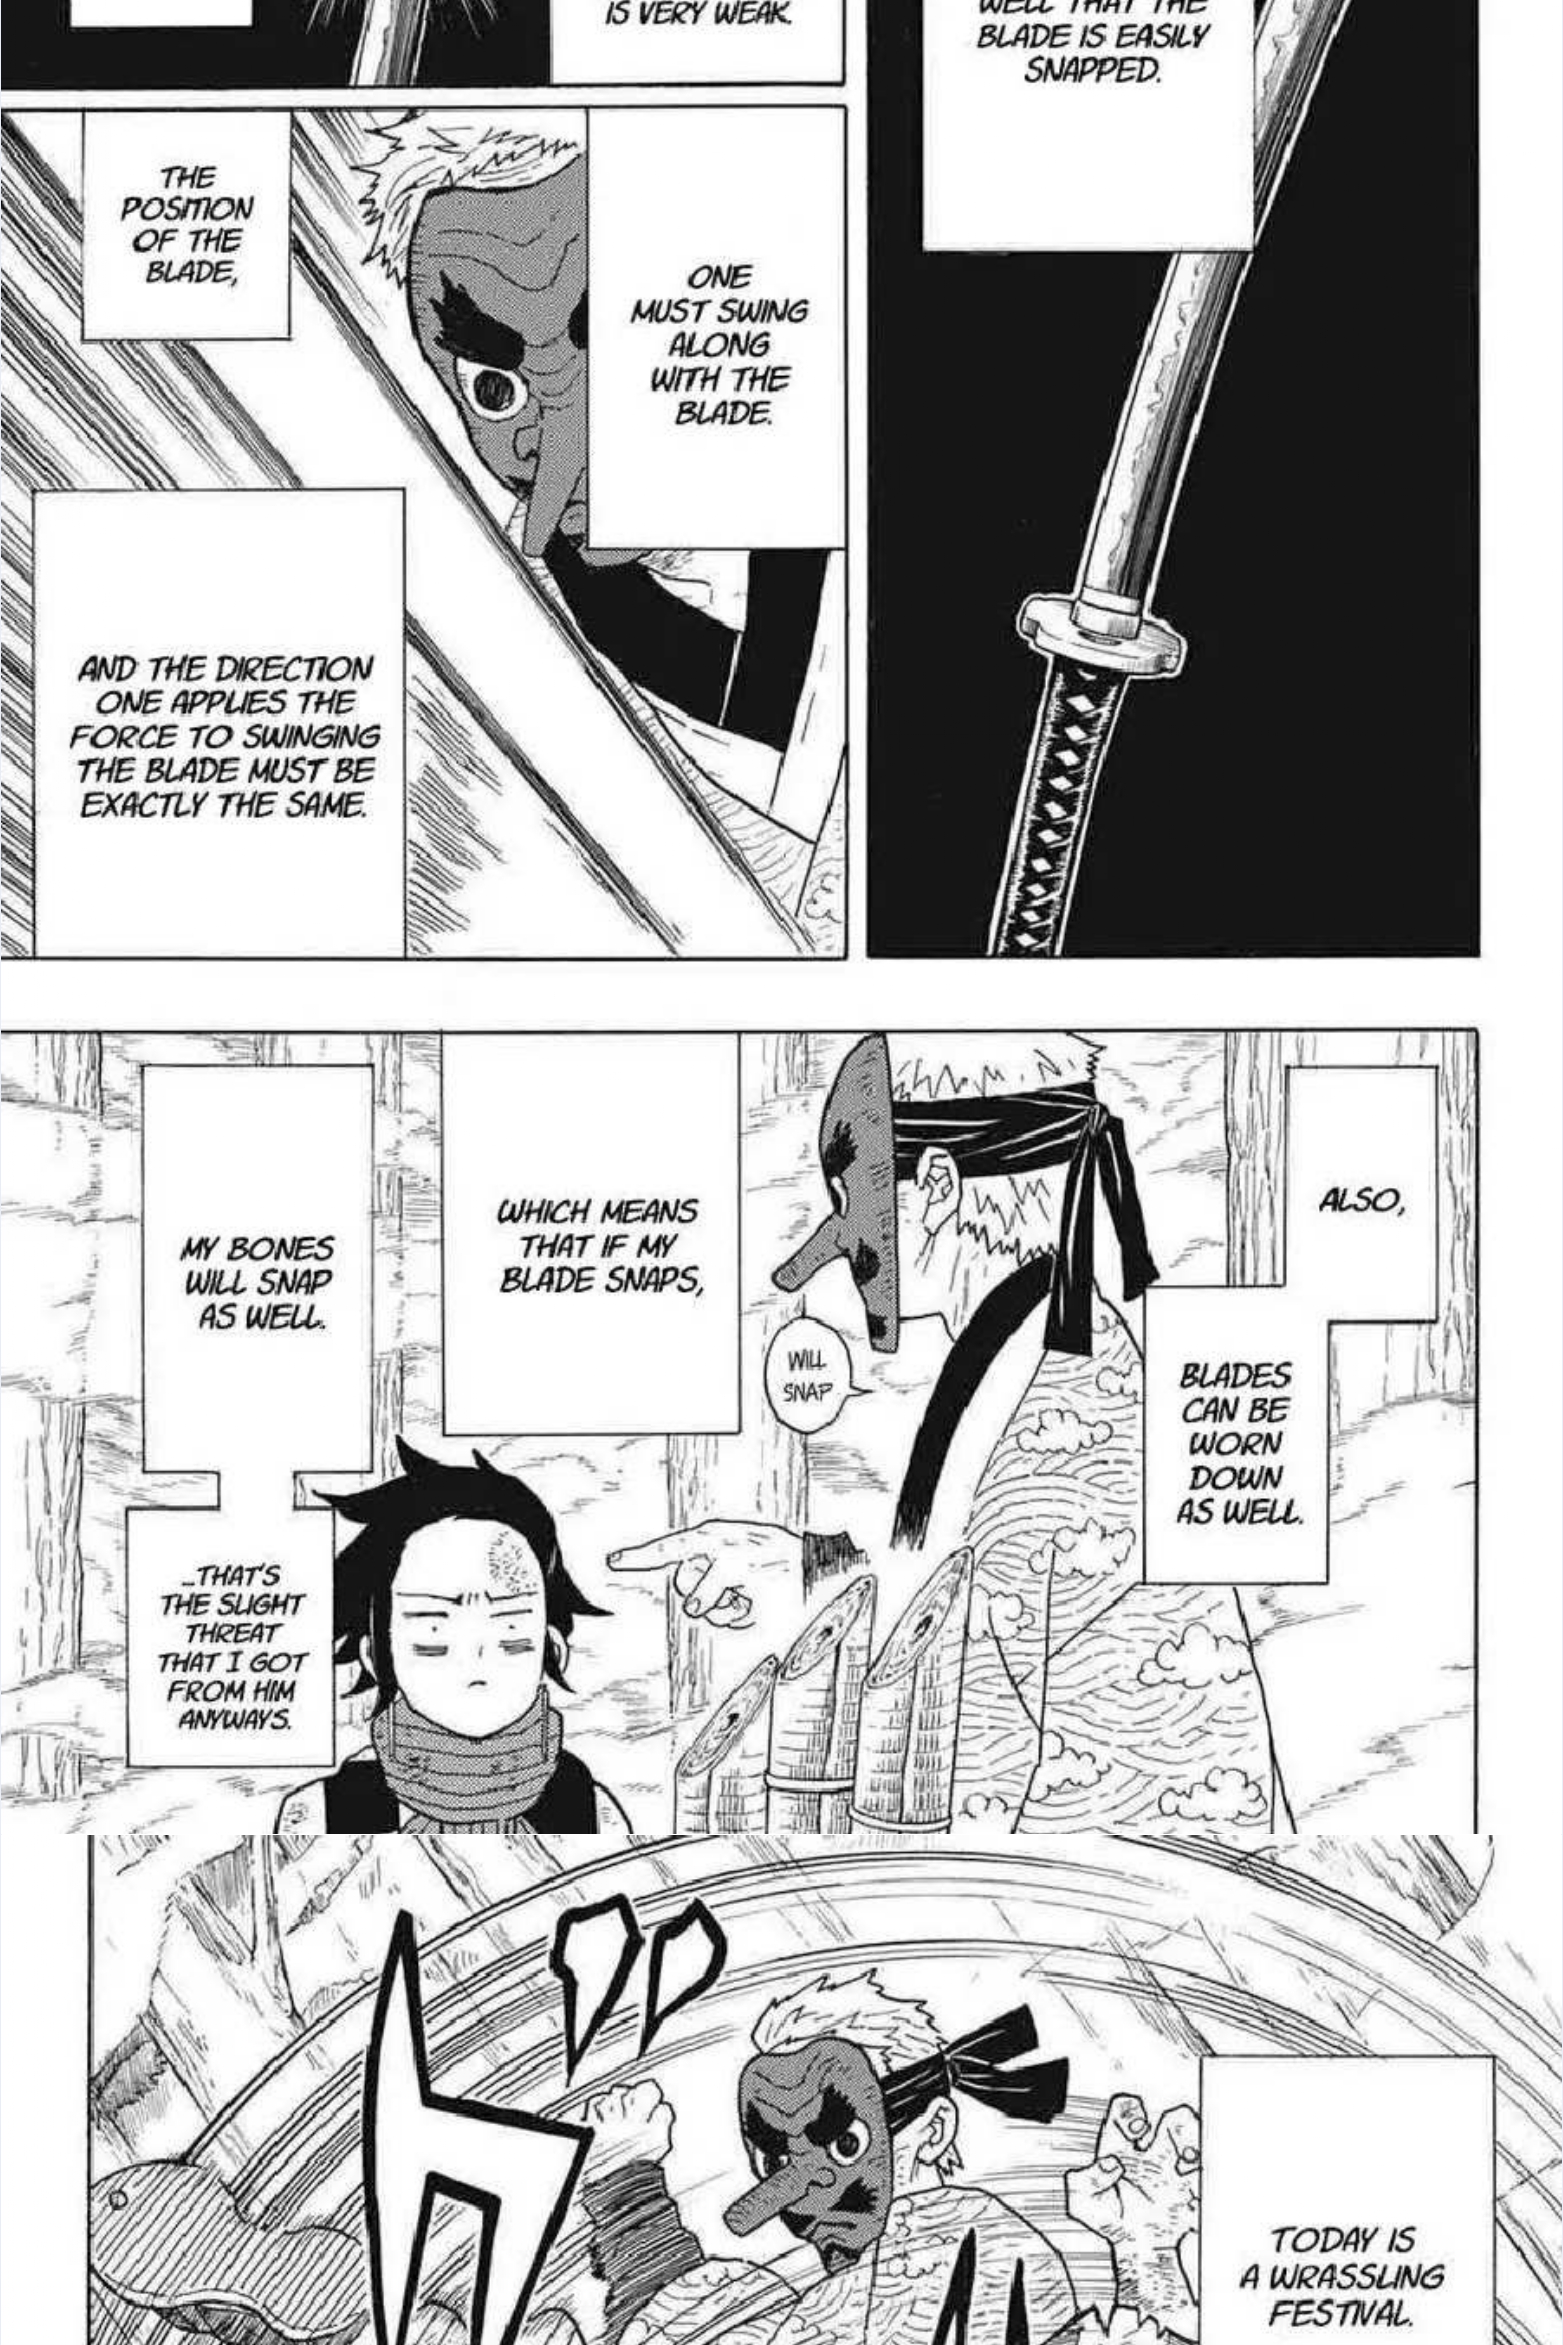 WELL THAT THE
BLADE IS EASILY
SNAPPED.
IS VERY WEAK.
ONE
MUST SWING
ALONG
WITH THE
BLADE.
THE
POSITION
OF THE
BLADE,
AND THE DIRECTION
ONE APPLIES THE
FORCE TO SWINGING
THE BLADE MUST BE
EXACTLY THE SAME.
ALSO,
BLADES
CAN BE
WORN
DOWN
AS WELL.
WILL
SNAP
WHICH MEANS
THAT IF MY
BLADE SNAPS,
MY BONES
WILL SNAP
AS WELL.
...THAT'S
THE SLIGHT
THREAT
THAT I GOT
FROM HIM
ANYWAYS.
TODAY IS
A WRASSLING
FESTIVAL.